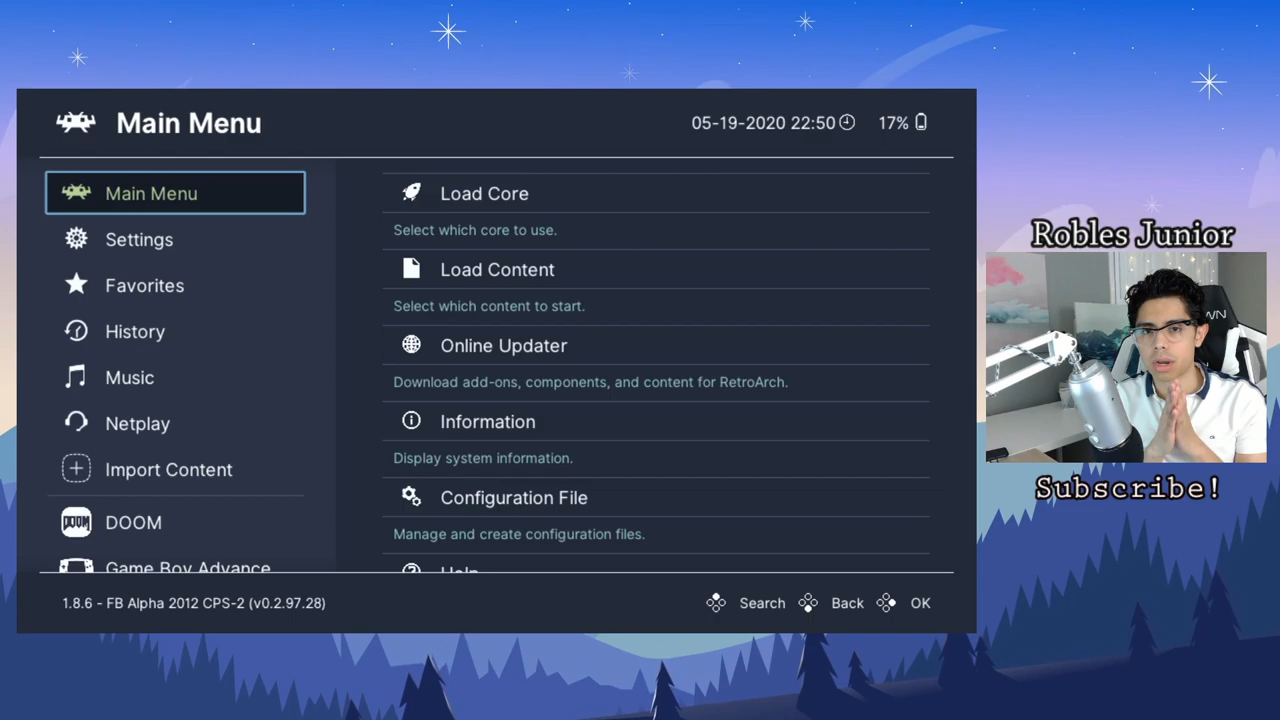 Main Menu
05-19-2020 22:50
17%
Main Menu
Settings
Favorites
History
Music
Netplay
Import Content
DOOM
DOOM
Game Boy Advance
Load Core
Select which core to use.
Load Content
Select which content to start.
Online Updater
Download add-ons, components, and content for RetroArch.
Information
Display system information.
Configuration File
Manage and create configuration files.
Help
1.8.6 - FB Alpha 2012 CPS-2 (v0.2.97.28)
Search
Back
OK
Robles Junior
WN
Subscribe!